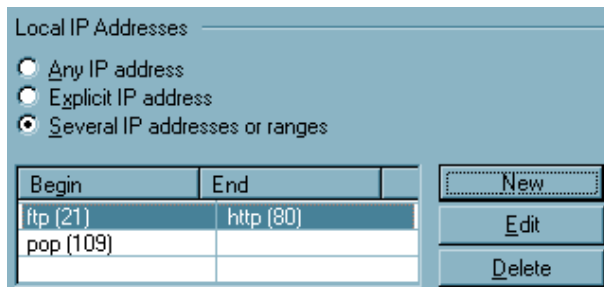 Local IP Addresses
Any IP address
Explicit IP address
Several IP addresses or ranges
Begin End
ftp (21) http (80)
pop (109)
New
Edit
Delete